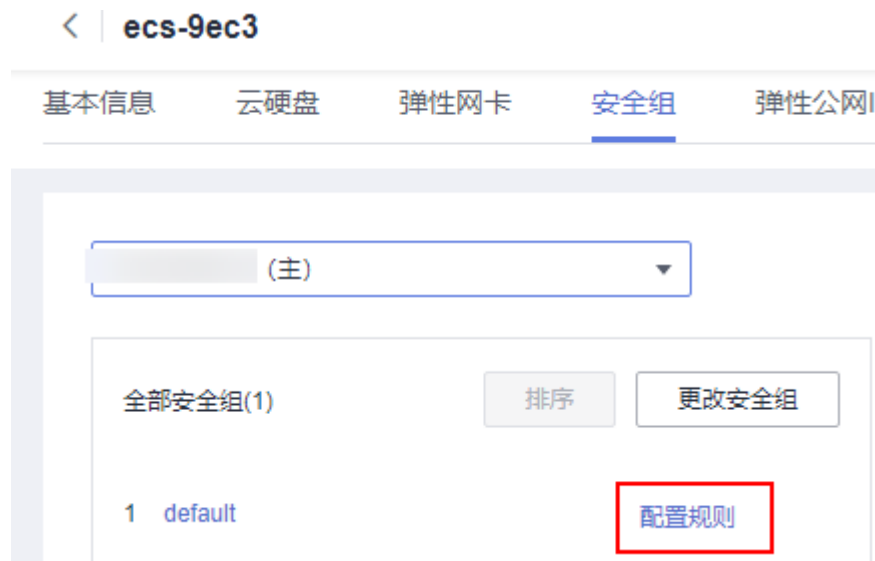 ecs-9ec3
基本信息 云硬盘 弹性网卡 安全组 弹性公网I
(主)
全部安全组(1) 排序 更改安全组
1 default 配置规则